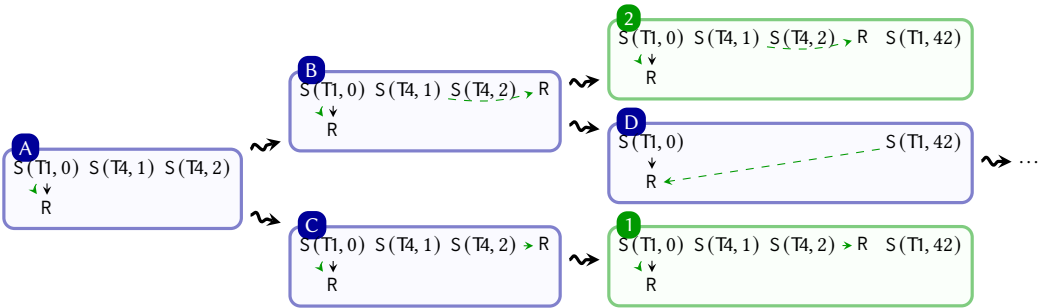 A
S(T1, 0) S(T4, 1) S(T4, 2)
R
B
S(T1, 0) S(T4, 1) S(T4, 2) R
R
C
S(T1, 0) S(T4, 1) S(T4, 2) R
R
2
S(T1, 0) S(T4, 1) S(T4, 2) R S(T1, 42)
R
D
S(T1, 0) S(T1, 42)
R
...
1
S(T1, 0) S(T4, 1) S(T4, 2) R S(T1, 42)
R